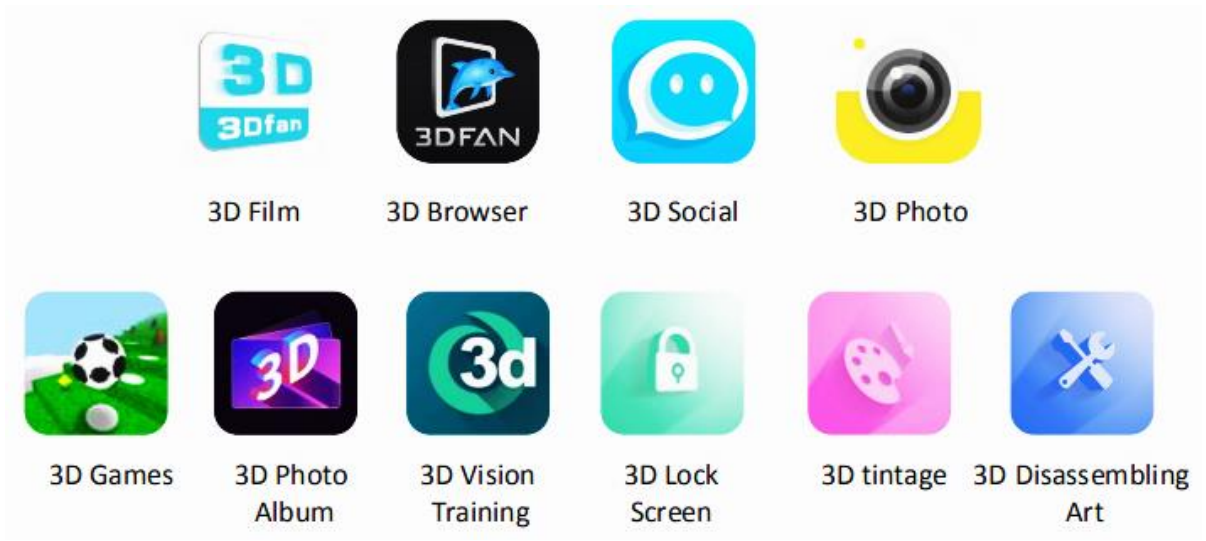 3D
3Dfan
3DFAN
3D Film
3D Browser
3D Social
3D Photo
3D
3d
3D Games
3D Photo
Album
3D Vision
Training
3D Lock
Screen
3D tintage
3D Disassembling
Art